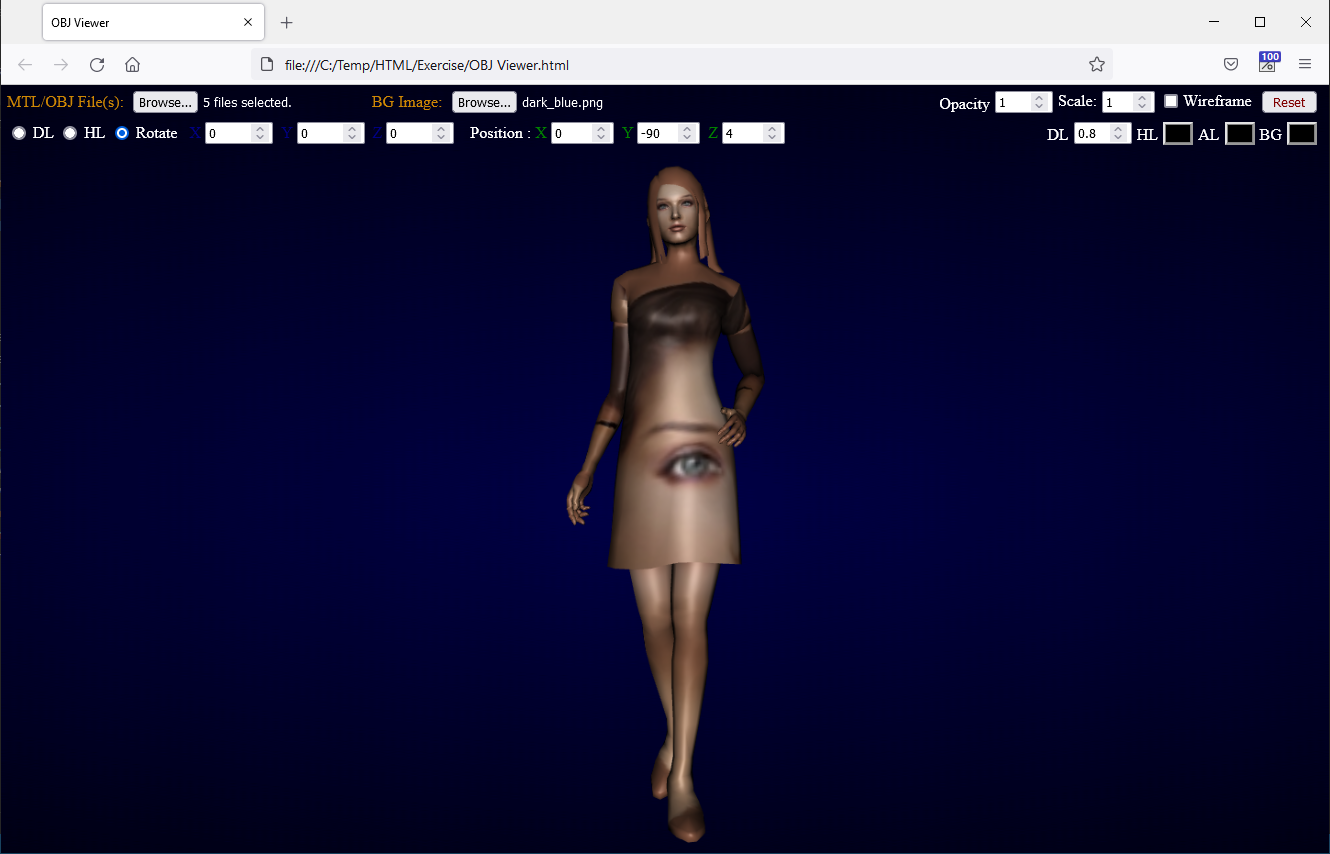 OBJ Viewer
100
file:///C:/Temp/HTML/Exercise/OBJ Viewer.html
MTL/OBJ File(s): Browse... 5 files selected. BG Image: Browse... dark_blue.png Opacity 1 Scale: 1 Wireframe Reset
DL HL Rotate X 0 Y 0 Z 0 Position : X 0 Y -90 Z 4 DL 0.8 HL AL BG